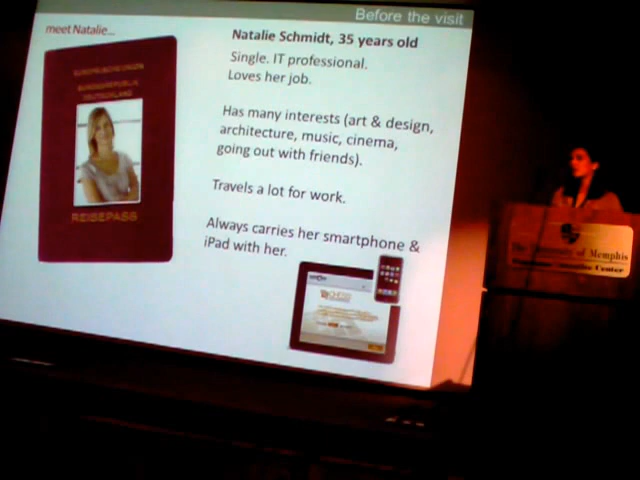 Before the visit
meet Natalie...
Natalie Schmidt, 35 years old
Single. IT professional.
Loves her job.
Has many interests (art & design,
architecture, music, cinema,
going out with friends).
Travels a lot for work.
Always carries her smartphone &
iPad with her.
EUROPÄISCHE UNION
BUNDESREPUBLIK
DEUTSCHLAND
REISEPASS
The University of Memphis
Center